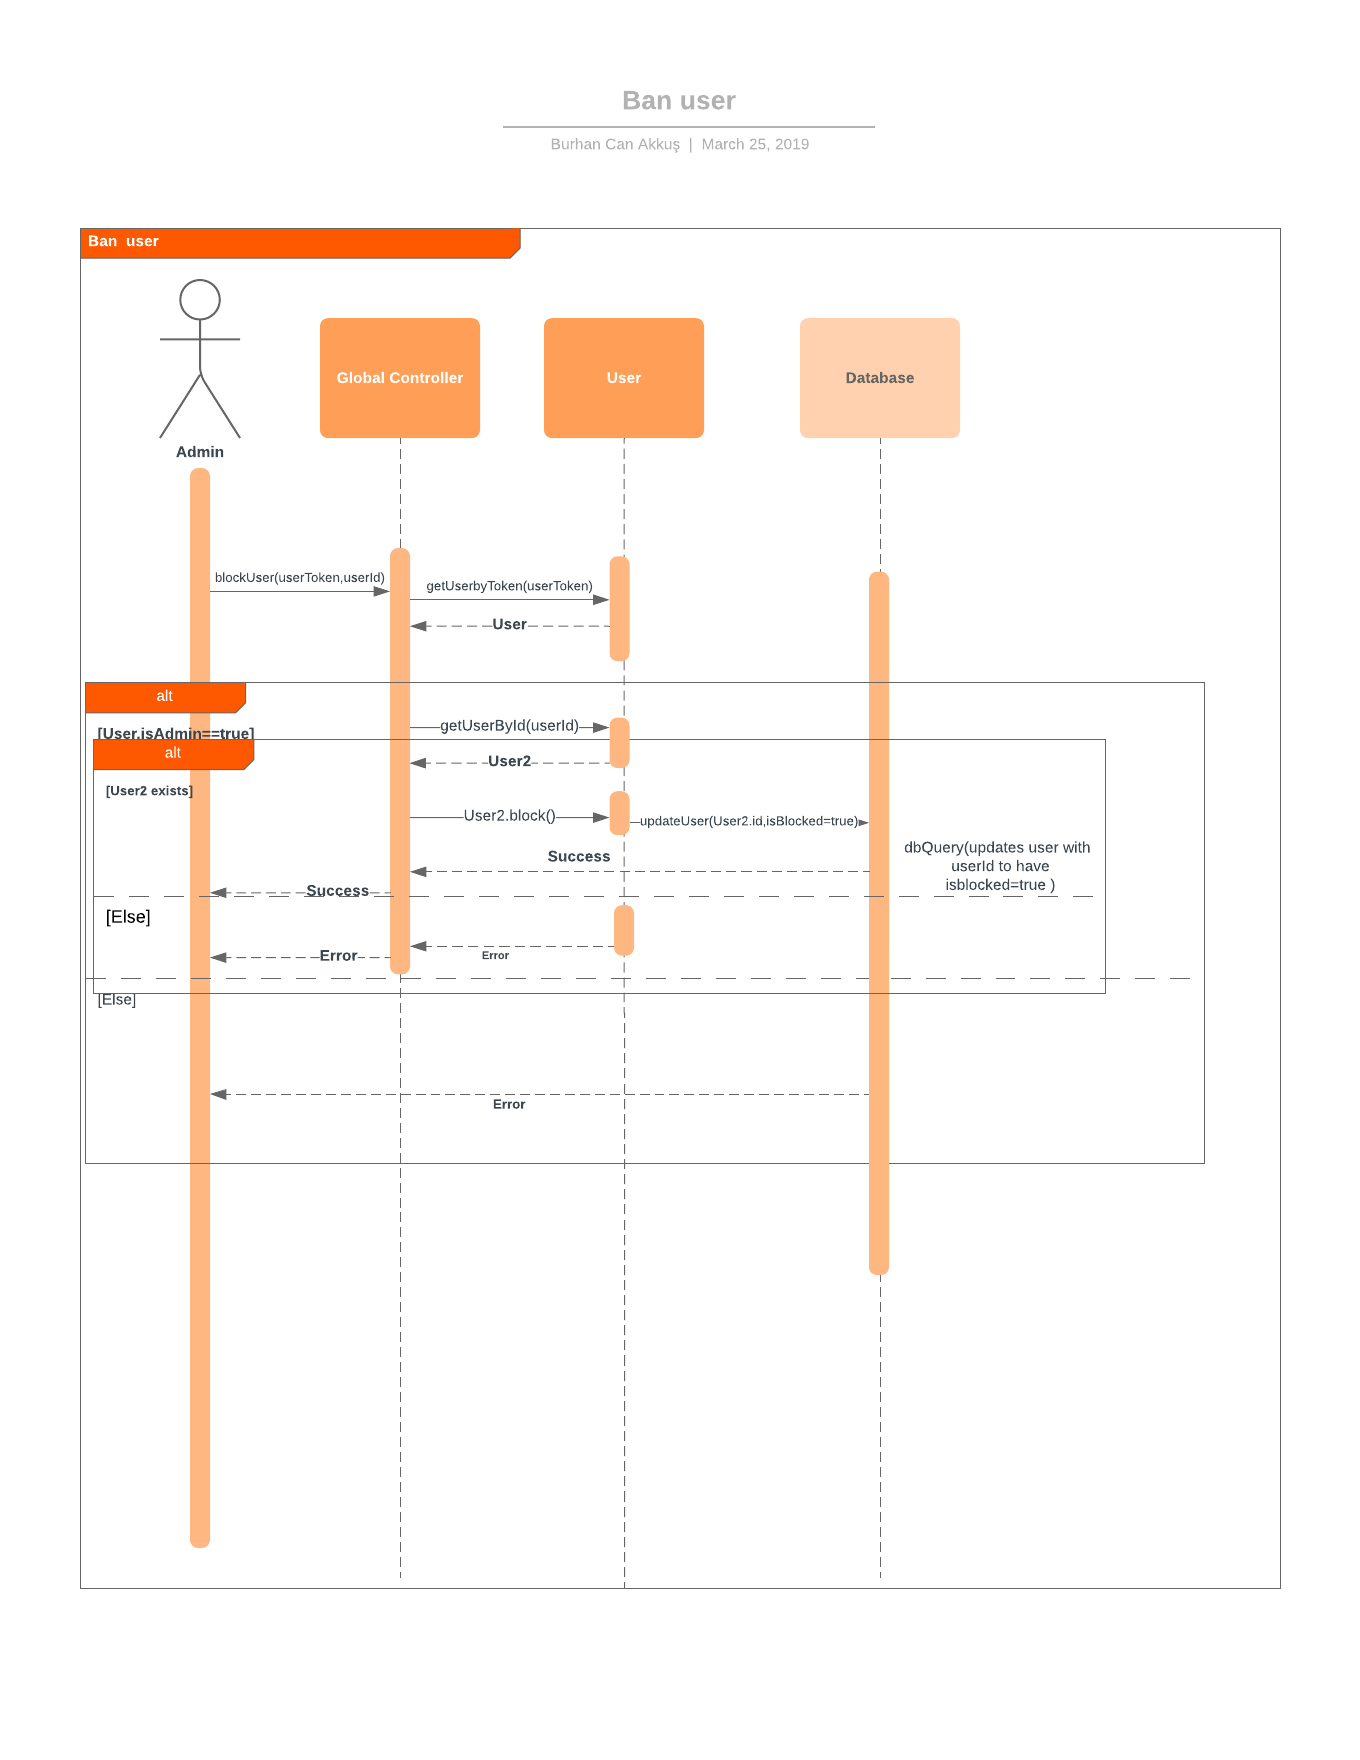 Ban user
Burhan Can Akkuş | March 25, 2019
Ban user
Global Controller
User
Database
Admin
blockUser(userToken,userId)
getUserbyToken(userToken)
User
alt
getUserById(userId)
[User.isAdmin==true]
alt
User2
[User2 exists]
User2.block()
updateUser(User2.id,isBlocked=true)
dbQuery(updates user with
userId to have
isblocked=true )
Success
Success
[Else]
Error
Error
[Else]
Error